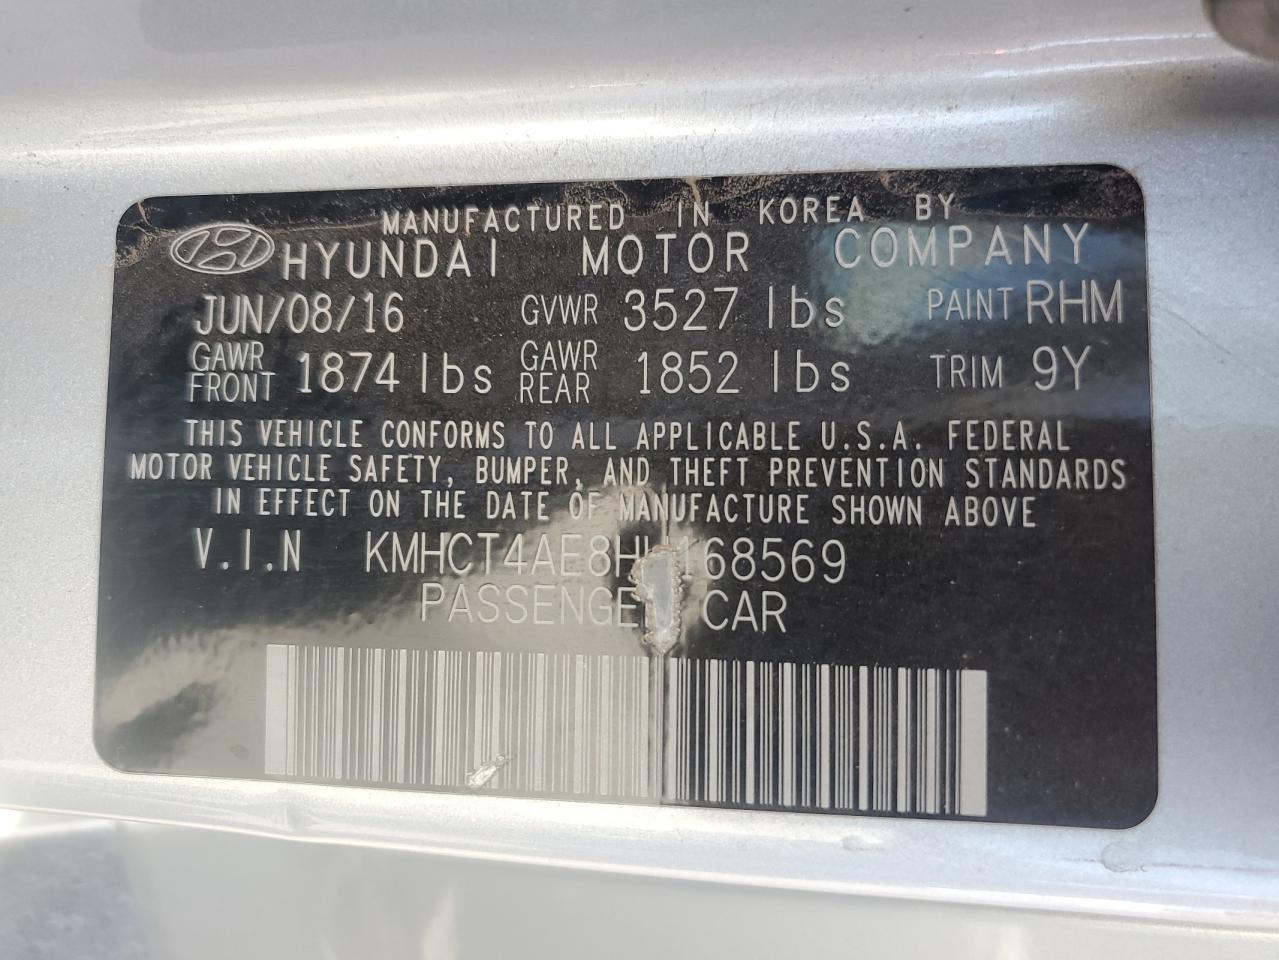 MANUFACTURED IN KOREA BY
HYUNDAI MOTOR COMPANY
JUN/08/16 GVWR 3527 lbs PAINT RHM
GAWR FRONT 1874 lbs GAWR REAR 1852 lbs TRIM 9Y
THIS VEHICLE CONFORMS TO ALL APPLICABLE U.S.A. FEDERAL
MOTOR VEHICLE SAFETY, BUMPER, AND THEFT PREVENTION STANDARDS
IN EFFECT ON THE DATE OF MANUFACTURE SHOWN ABOVE
V.I.N KMHCT4AE8HU168569
PASSENGER CAR